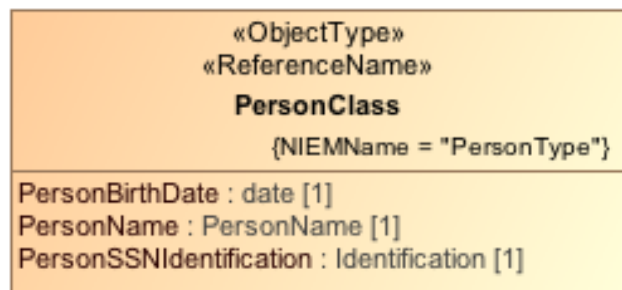 «ObjectType»
«ReferenceName»
PersonClass
{NIEMName = "PersonType"}
PersonBirthDate : date [1]
PersonName : PersonName [1]
PersonSSNIdentification : Identification [1]